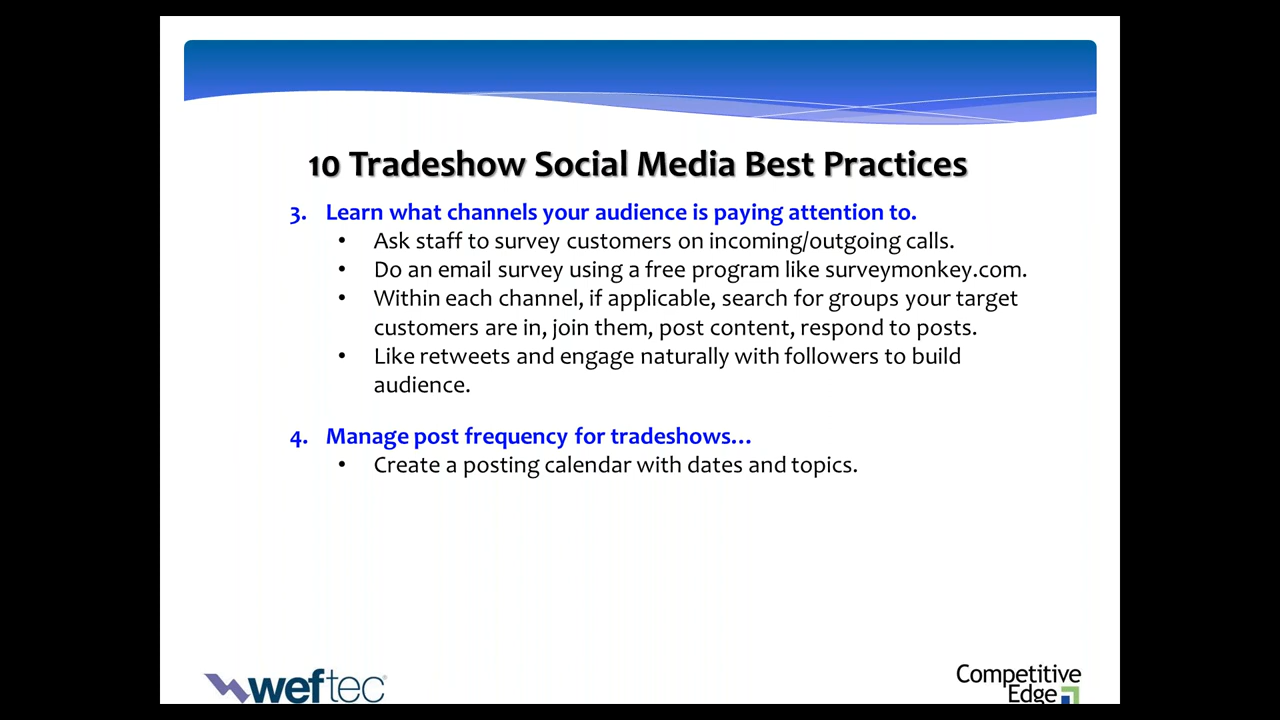 10 Tradeshow Social Media Best Practices
3. Learn what channels your audience is paying attention to.
• Ask staff to survey customers on incoming/outgoing calls.
• Do an email survey using a free program like surveymonkey.com.
• Within each channel, if applicable, search for groups your target
customers are in, join them, post content, respond to posts.
• Like retweets and engage naturally with followers to build
audience.
4. Manage post frequency for tradeshows...
• Create a posting calendar with dates and topics.
weftec®
Competitive
Edge